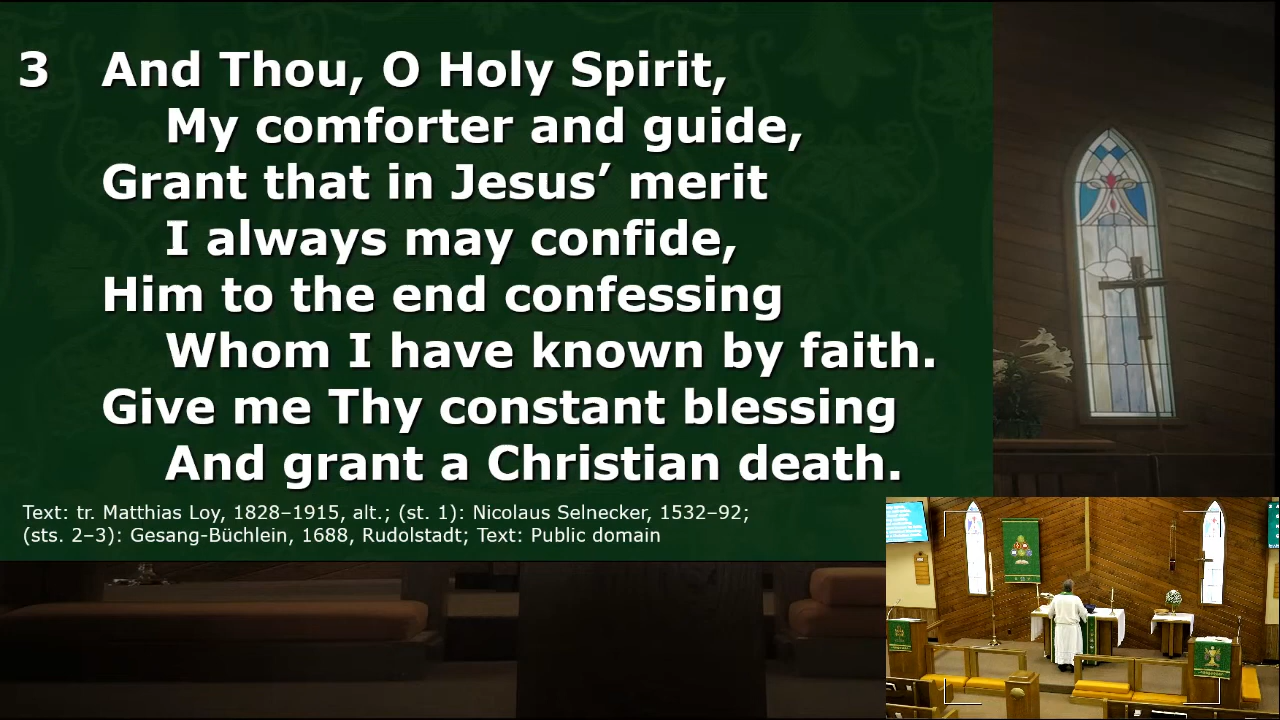 3 And Thou, O Holy Spirit,
My comforter and guide,
Grant that in Jesus’ merit
I always may confide,
Him to the end confessing
Whom I have known by faith.
Give me Thy constant blessing
And grant a Christian death.
Text: tr. Matthias Loy, 1828–1915, alt.; (st. 1): Nicolaus Selnecker, 1532–92;
(sts. 2–3): Gesang-Büchlein, 1688, Rudolstadt; Text: Public domain